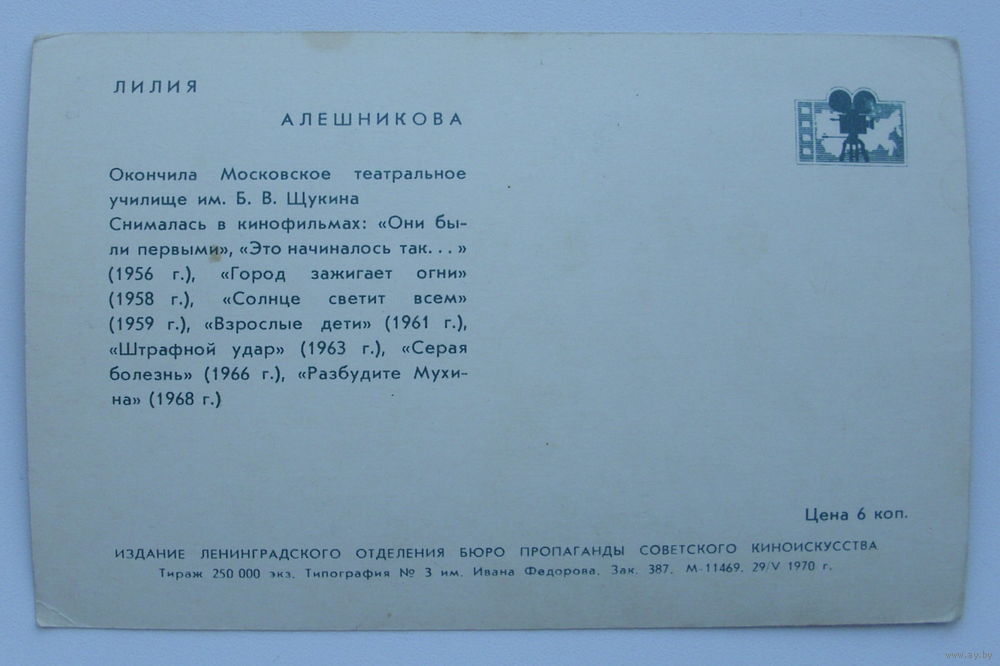 ЛИЛИЯ
АЛЕШНИКОВА
Окончила Московское театральное
училище им. Б. В. Щукина
Снималась в кинофильмах: «Они бы-
ли первыми», «Это начиналось так...»
(1956 г.), «Город зажигает огни»
(1958 г.), «Солнце светит всем»
(1959 г.), «Взрослые дети» (1961 г.),
«Штрафной удар» (1963 г.), «Серая
болезнь» (1966 г.), «Разбудите Мухи-
на» (1968 г.)
Цена 6 коп.
ИЗДАНИЕ ЛЕНИНГРАДСКОГО ОТДЕЛЕНИЯ БЮРО ПРОПАГАНДЫ СОВЕТСКОГО КИНОИСКУССТВА
Тираж 250 000 экз. Типография № 3 им. Ивана Федорова. Зак. 387. М-11469. 29/V 1970 г.
www.ay.by